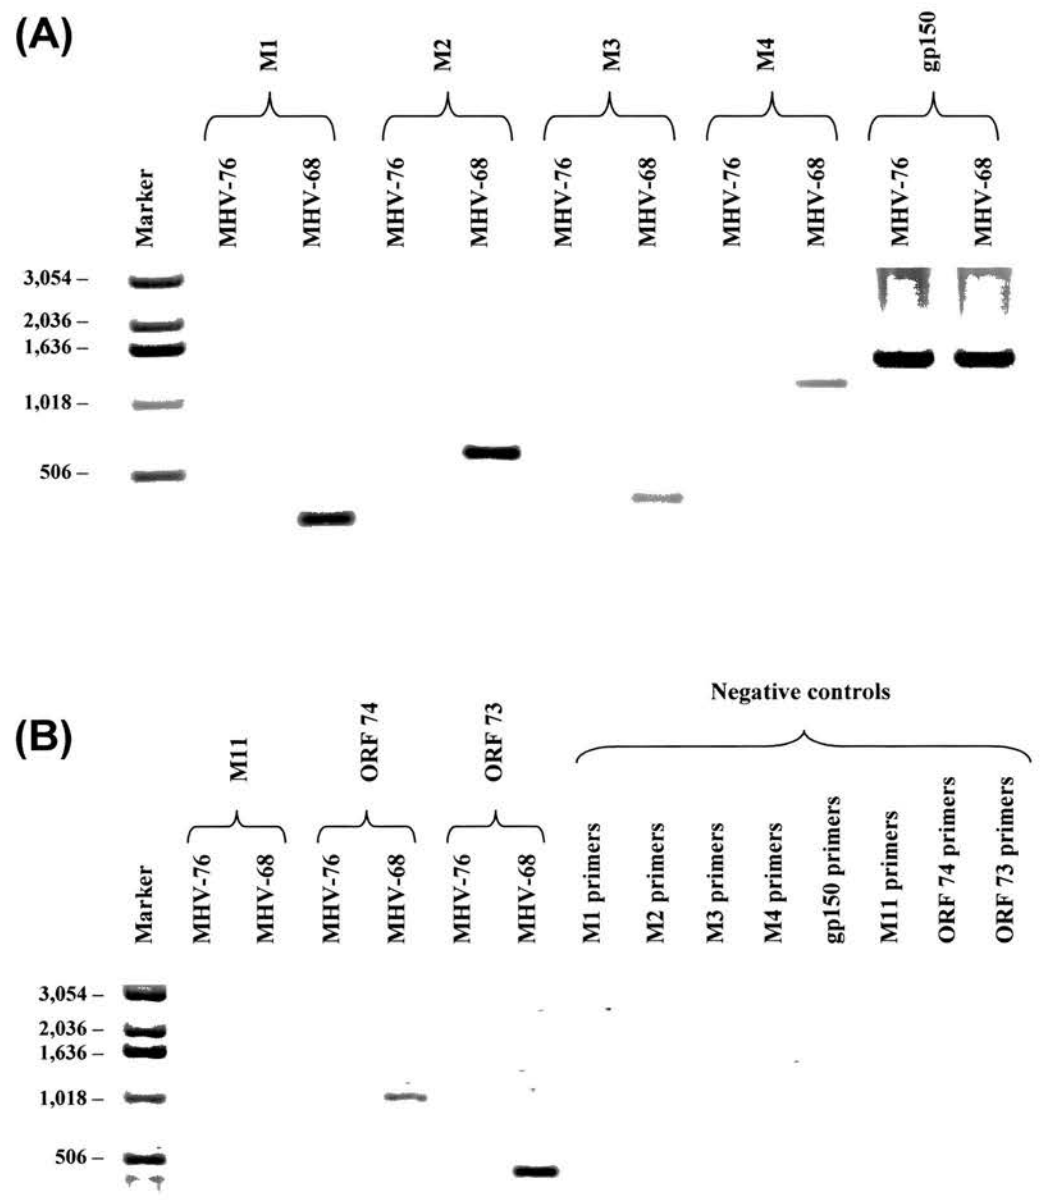 (A)
M1
M2
M3
M4
gp150
Marker
MHV-76
MHV-68
MHV-76
MHV-68
MHV-76
MHV-68
MHV-76
MHV-68
MHV-76
MHV-68
3,054 –
2,036 –
1,636 –
1,018 –
506 –
Negative controls
(B)
M11
ORF 74
ORF 73
Marker
MHV-76
MHV-68
MHV-76
MHV-68
MHV-76
MHV-68
M1 primers
M2 primers
M3 primers
M4 primers
gp150 primers
M11 primers
ORF 74 primers
ORF 73 primers
3,054 –
2,036 –
1,636 –
1,018 –
506 –